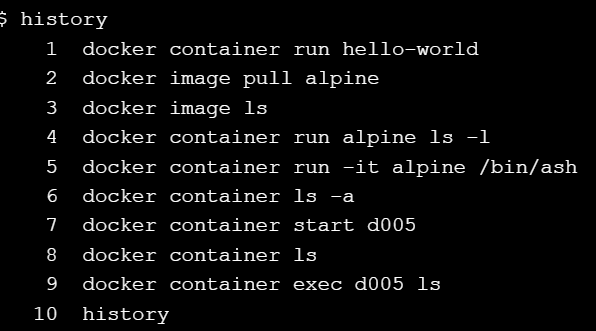 $ history
1 docker container run hello-world
2 docker image pull alpine
3 docker image ls
4 docker container run alpine ls -l
5 docker container run -it alpine /bin/ash
6 docker container ls -a
7 docker container start d005
8 docker container ls
9 docker container exec d005 ls
10 history